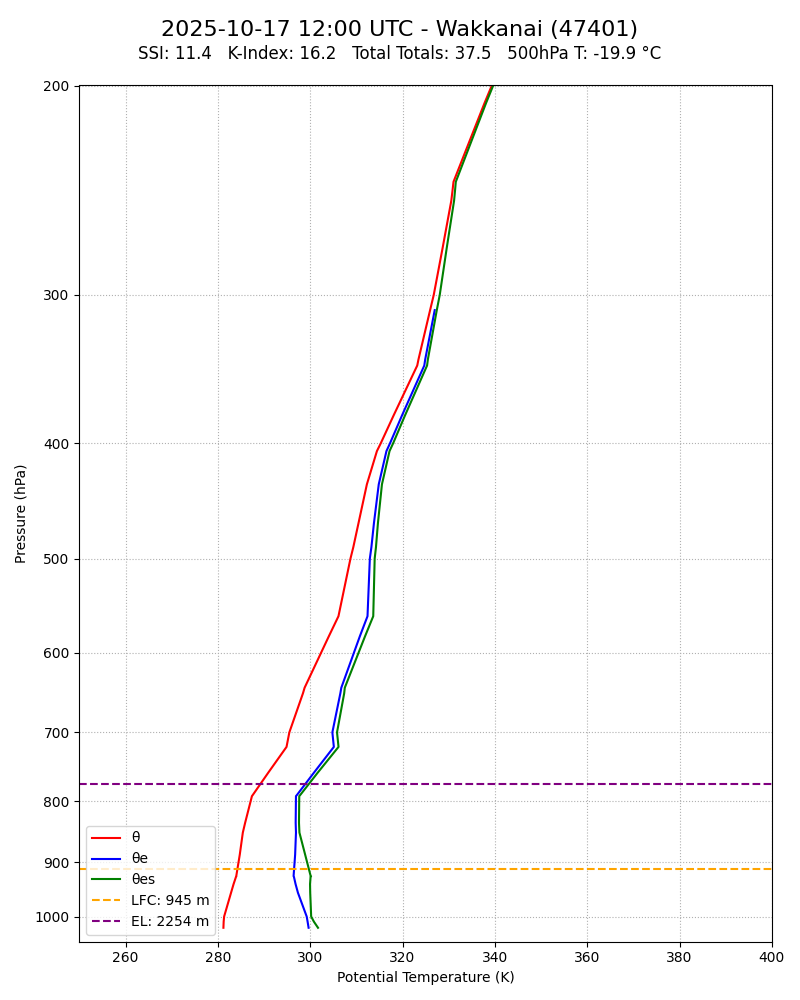 2025-10-17 12:00 UTC - Wakkanai (47401)
SSI: 11.4   K-Index: 16.2   Total Totals: 37.5   500hPa T: -19.9 °C
200
300
400
500
600
700
800
900
1000
Pressure (hPa)
θ
θe
θes
LFC: 945 m
EL: 2254 m
260 280 300 320 340 360 380 400
Potential Temperature (K)